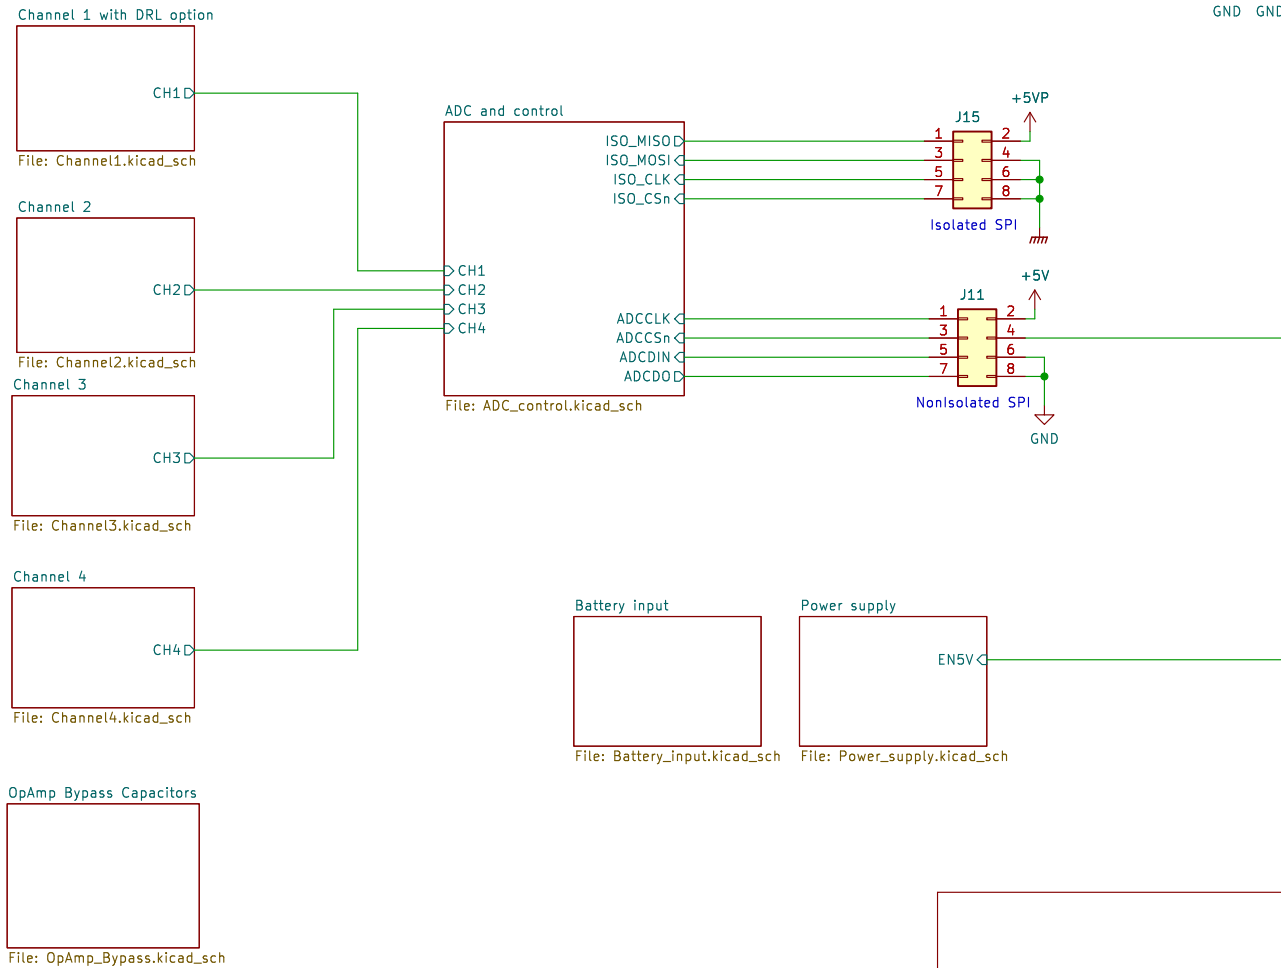 Channel 1 with DRL option
CH1
File: Channel1.kicad_sch
Channel 2
CH2
File: Channel2.kicad_sch
Channel 3
CH3
File: Channel3.kicad_sch
Channel 4
CH4
File: Channel4.kicad_sch
OpAmp Bypass Capacitors
File: OpAmp_Bypass.kicad_sch
ADC and control
ISO_MISO
ISO_MOSI
ISO_CLK
ISO_CSn
CH1
CH2
CH3
CH4
ADCCLK
ADCCSn
ADCDIN
ADCDO
File: ADC_control.kicad_sch
GND GND
+5VP
J15
1 2
3 4
5 6
7 8
Isolated SPI
+5V
J11
1 2
3 4
5 6
7 8
NonIsolated SPI
GND
Battery input
File: Battery_input.kicad_sch
Power supply
EN5V
File: Power_supply.kicad_sch